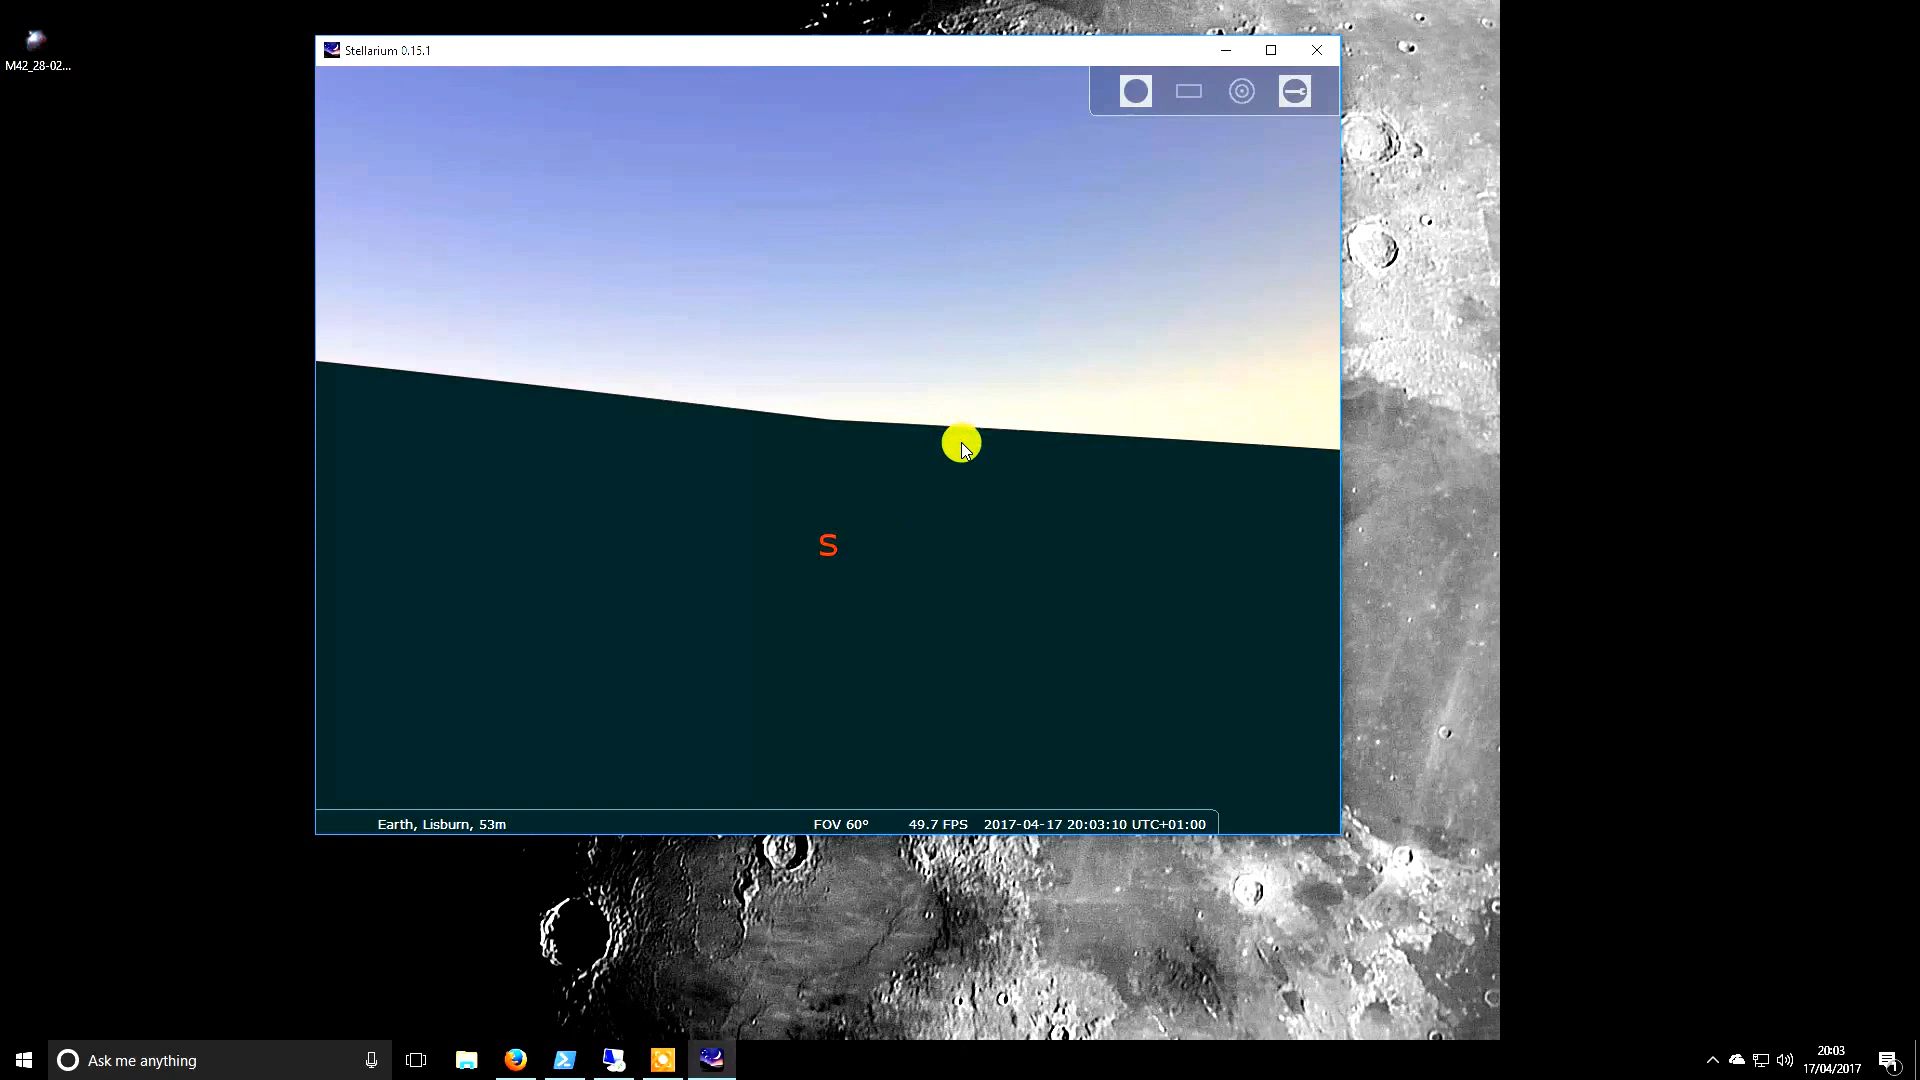 M42_28-02...
Stellarium 0.15.1
S
Earth, Lisburn, 53m
FOV 60°
49.7 FPS
2017-04-17 20:03:10 UTC+01:00
Ask me anything
20:03
17/04/2017
1